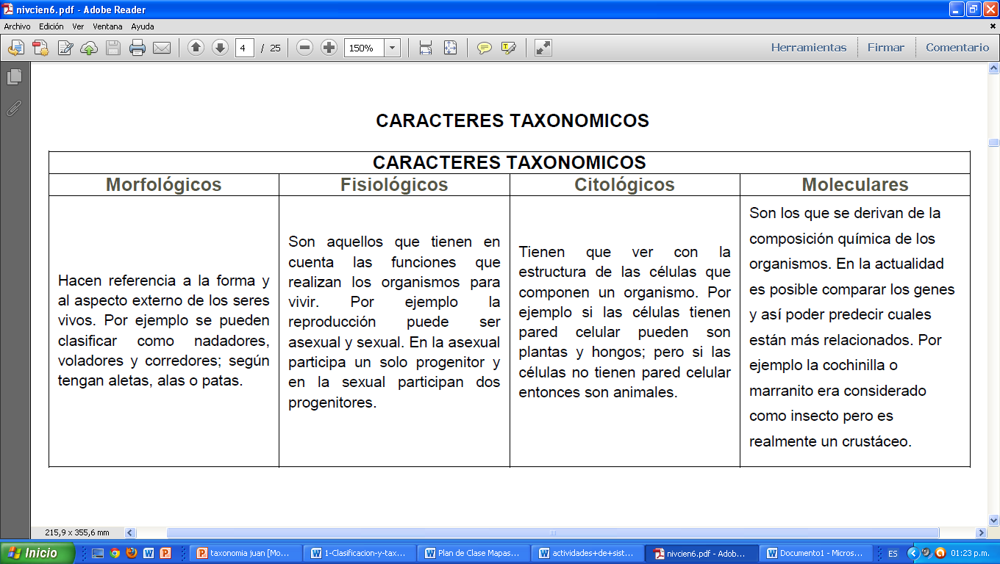 nivcien6.pdf - Adobe Reader
Archivo Edición Ver Ventana Ayuda
4 / 25 150% Herramientas Firmar Comentario
CARACTERES TAXONOMICOS
CARACTERES TAXONOMICOS
Morfológicos Fisiológicos Citológicos Moleculares
Hacen referencia a la forma y
al aspecto externo de los seres
vivos. Por ejemplo se pueden
clasificar como nadadores,
voladores y corredores; según
tengan aletas, alas o patas.
Son aquellos que tienen en
cuenta las funciones que
realizan los organismos para
vivir. Por ejemplo la
reproducción puede ser
asexual y sexual. En la asexual
participa un solo progenitor y
en la sexual participan dos
progenitores.
Tienen que ver con la
estructura de las células que
componen un organismo. Por
ejemplo si las células tienen
pared celular pueden son
plantas y hongos; pero si las
células no tienen pared celular
entonces son animales.
Son los que se derivan de la
composición química de los
organismos. En la actualidad
es posible comparar los genes
y así poder predecir cuales
están más relacionados. Por
ejemplo la cochinilla o
marranito era considerado
como insecto pero es
realmente un crustáceo.
215,9 x 355,6 mm
Inicio taxonomia juan [Mo... 1-Clasificacion-y-tax... Plan de Clase Mapas... actividades+de+sist... nivcien6.pdf - Adob... Documento1 - Micros... ES 01:23 p.m.